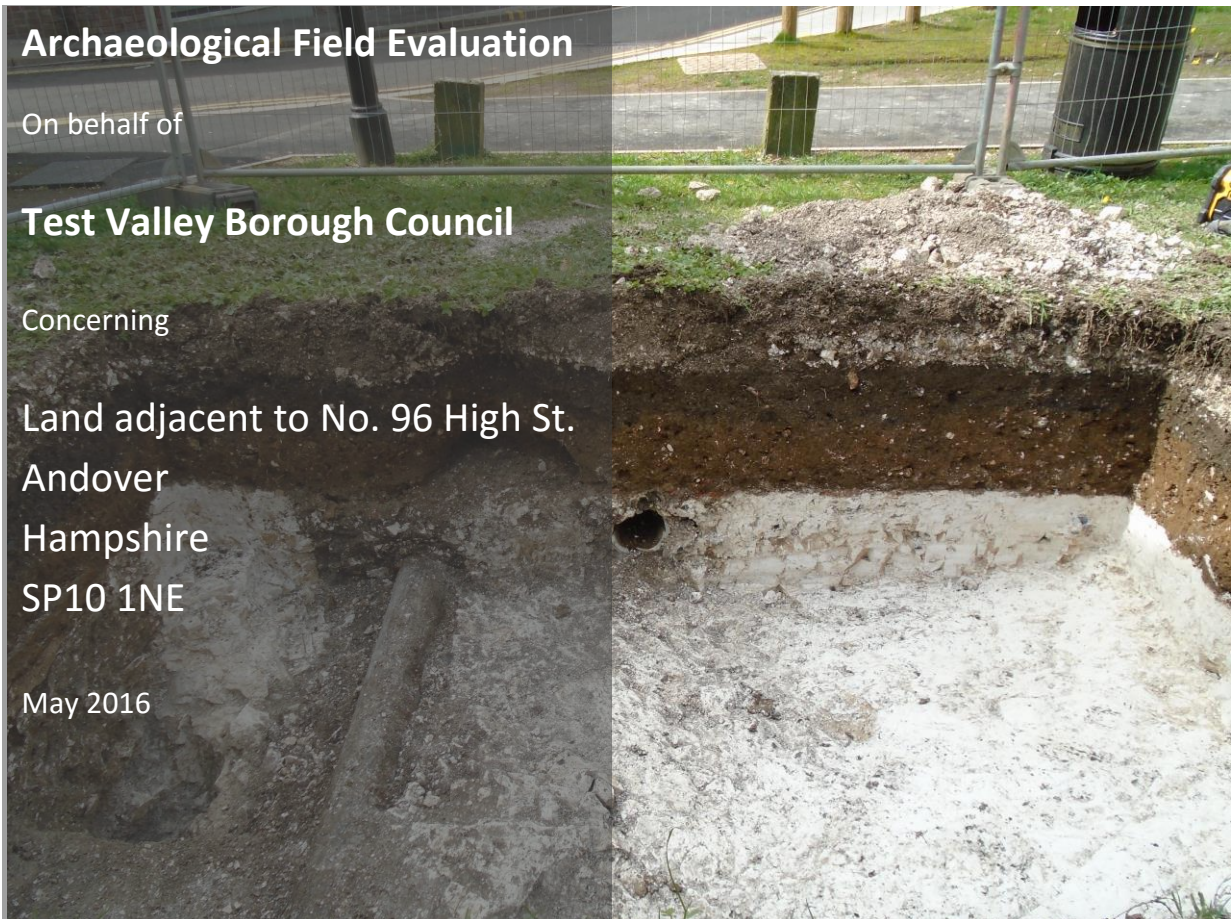 Archaeological Field Evaluation
On behalf of
Test Valley Borough Council
Concerning
Land adjacent to No. 96 High St.
Andover
Hampshire
SP10 1NE
May 2016